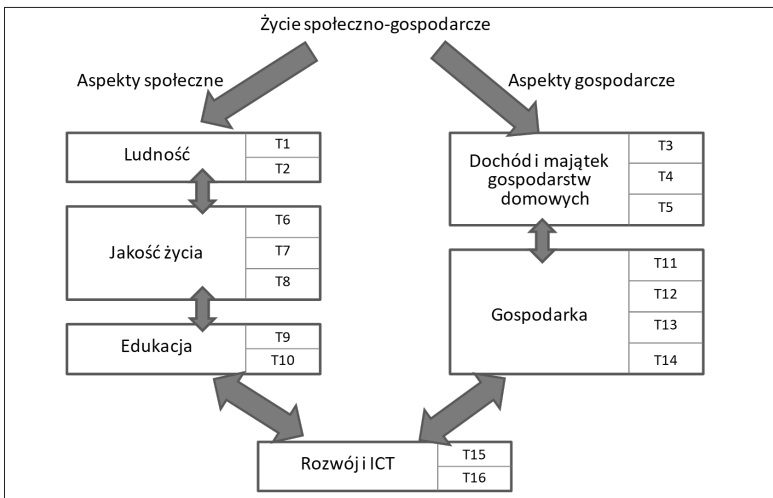 Życie społeczno-gospodarcze
Aspekty społeczne
Aspekty gospodarcze
Ludność
T1
T2
Jakość życia
T6
T7
T8
Edukacja
T9
T10
Dochód i majątek
gospodarstw
domowych
T3
T4
T5
Gospodarka
T11
T12
T13
T14
Rozwój i ICT
T15
T16